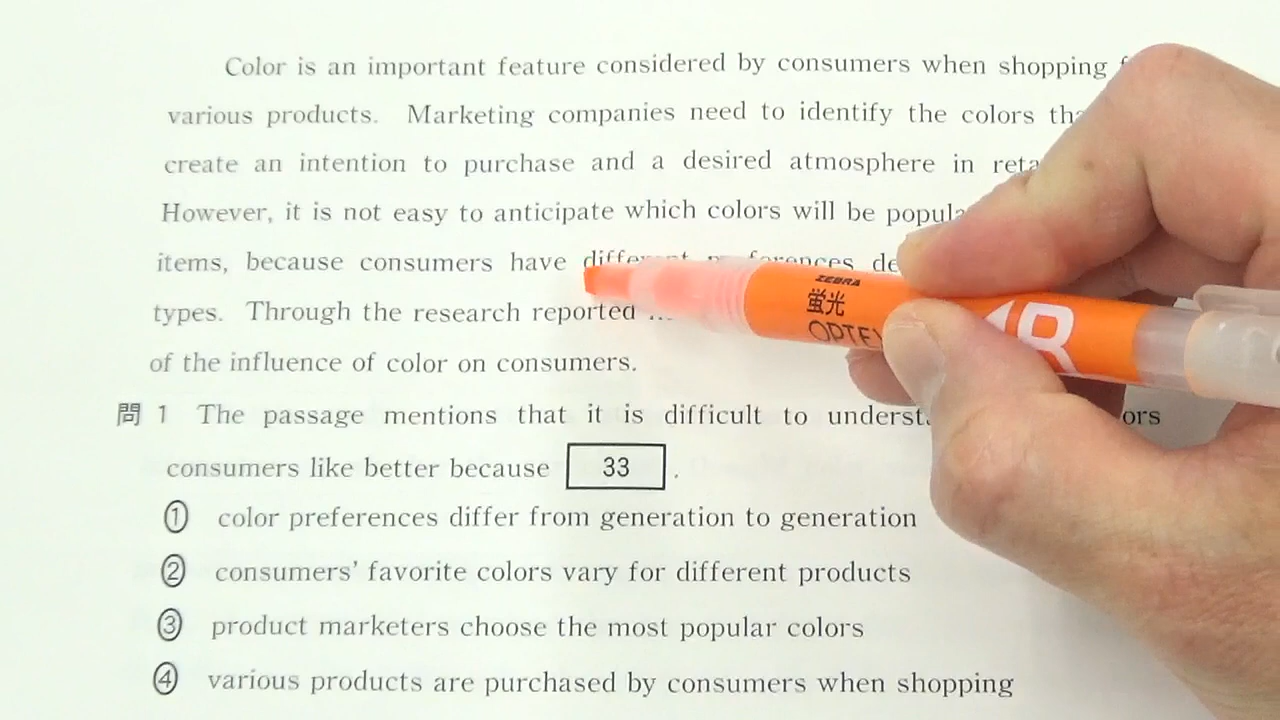 Color is an important feature considered by consumers when shopping
various products. Marketing companies need to identify the colors
create an intention to purchase and a desired atmosphere in
However, it is not easy to anticipate which colors will be
items, because consumers have different preferences
types. Through the research reported
of the influence of color on consumers.
問1 The passage mentions that it is difficult to
consumers like better because 33 .
① color preferences differ from generation to generation
② consumers' favorite colors vary for different products
③ product marketers choose the most popular colors
④ various products are purchased by consumers when shopping
ZEBRA
蛍光